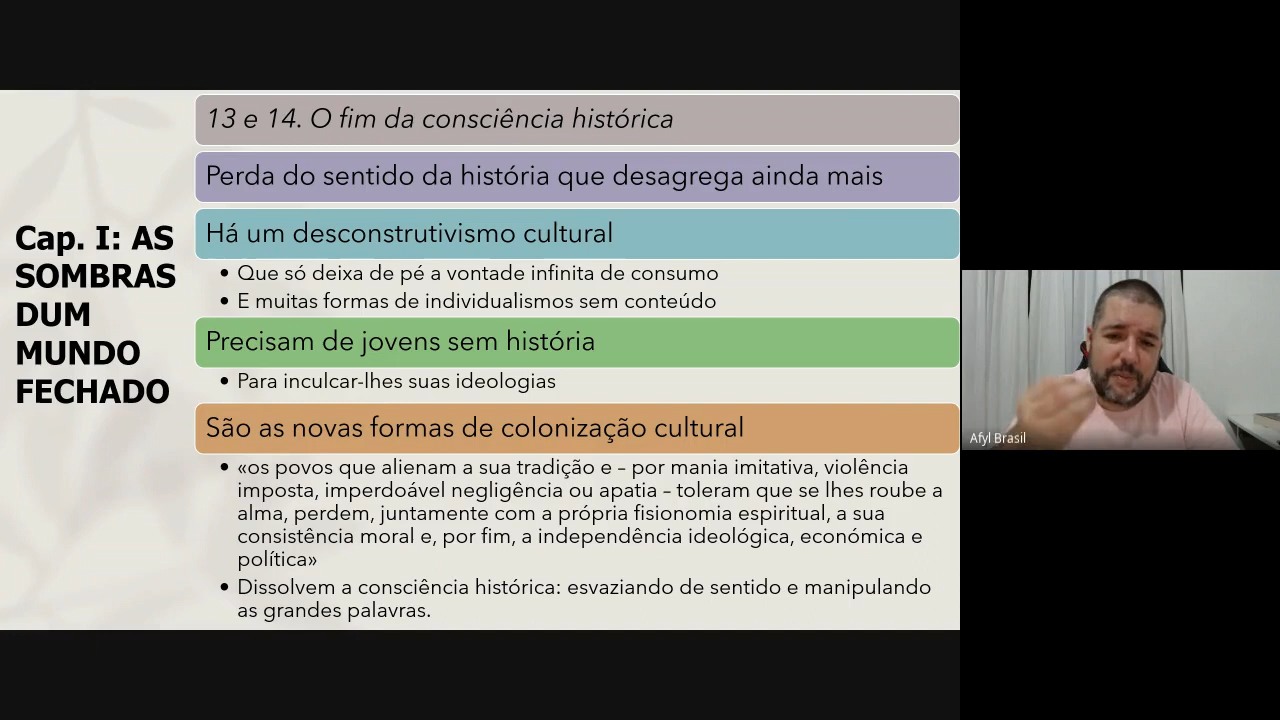 Cap. I: AS
SOMBRAS
DUM
MUNDO
FECHADO
13 e 14. O fim da consciência histórica
Perda do sentido da história que desagrega ainda mais
Há um desconstrutivismo cultural
• Que só deixa de pé a vontade infinita de consumo
• E muitas formas de individualismos sem conteúdo
Precisam de jovens sem história
• Para inculcar-lhes suas ideologias
São as novas formas de colonização cultural
• «os povos que alienam a sua tradição e – por mania imitativa, violência
imposta, imperdoável negligência ou apatia – toleram que se lhes roube a
alma, perdem, juntamente com a própria fisionomia espiritual, a sua
consistência moral e, por fim, a independência ideológica, económica e
política»
• Dissolvem a consciência histórica: esvaziando de sentido e manipulando
as grandes palavras.
Afyl Brasil